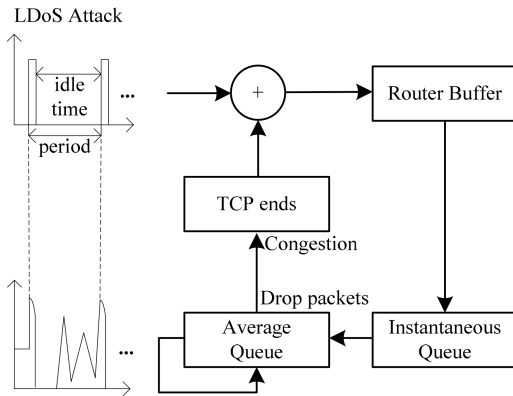 LDoS Attack
idle
time
...
period
+
Router Buffer
TCP ends
Congestion
Drop packets
Average
Queue
Instantaneous
Queue
...